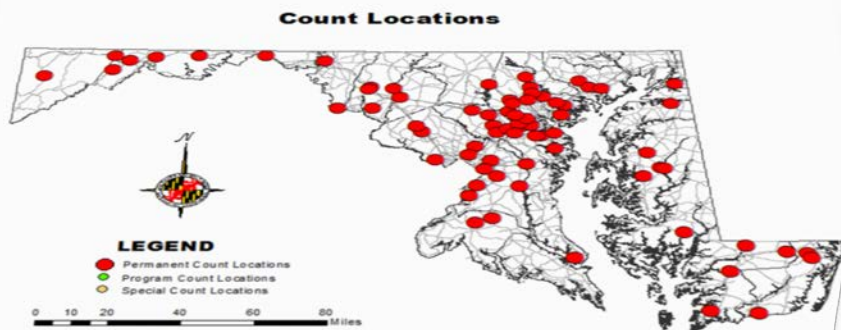 Count Locations
N
LEGEND
Permanent Count Locations
Program Count Locations
Special Count Locations
0 10 20 40 60 80
Miles